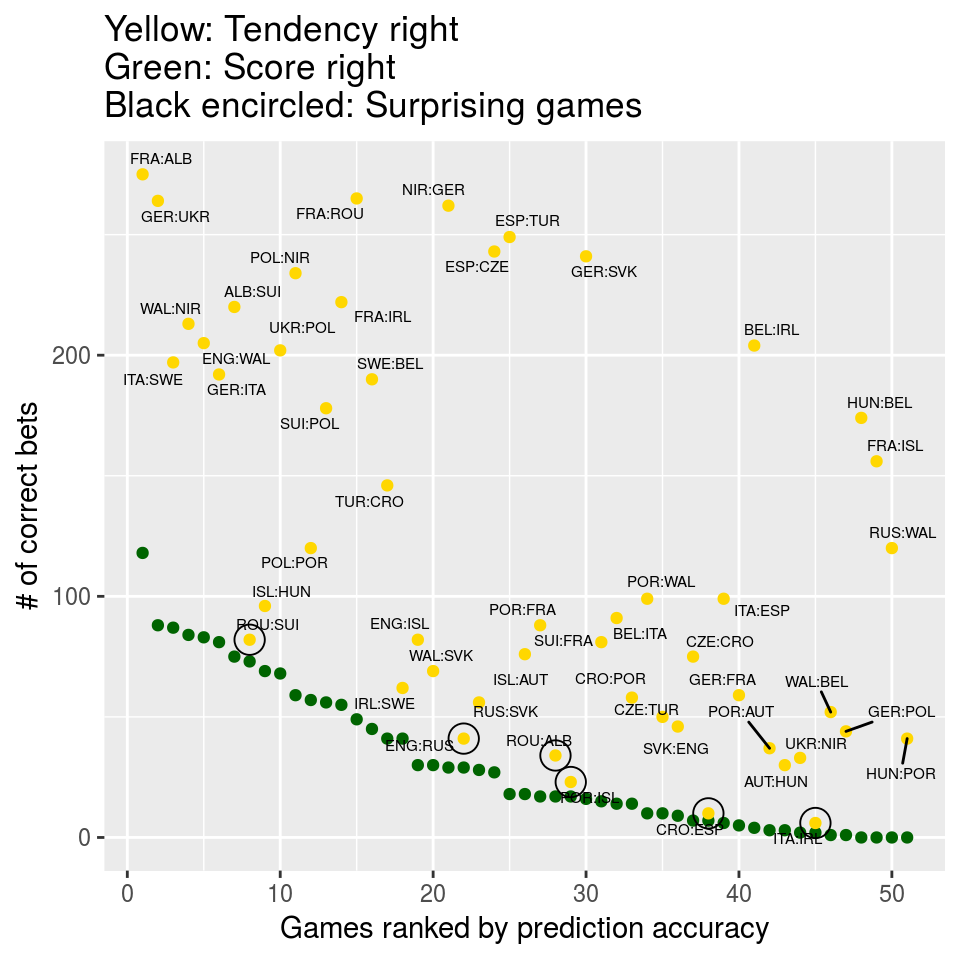 Yellow: Tendency right
Green: Score right
Black encircled: Surprising games
# of correct bets
200
100
0
FRA:ALB
GER:UKR
FRA:ROU
NIR:GER
ESP:TUR
ESP:CZE
GER:SVK
POL:NIR
ALB:SUI
WAL:NIR
FRA:IRL
UKR:POL
BEL:IRL
ENG:WAL
SWE:BEL
ITA:SWE
GER:ITA
HUN:BEL
SUI:POL
FRA:ISL
TUR:CRO
RUS:WAL
POL:POR
POR:WAL
ISL:HUN
POR:FRA
ITA:ESP
ROU:SUI
ENG:ISL
BEL:ITA
SUI:FRA
CZE:CRO
WAL:SVK
ISL:AUT
CRO:POR
GER:FRA
WAL:BEL
IRL:SWE
RUS:SVK
CZE:TUR
POR:AUT
GER:POL
ENG:RUS
ROU:ALB
SVK:ENG
UKR:NIR
HUN:POR
AUT:HUN
POR:ISL
CRO:ESP
ITA:IRL
0
10
20
30
40
50
Games ranked by prediction accuracy